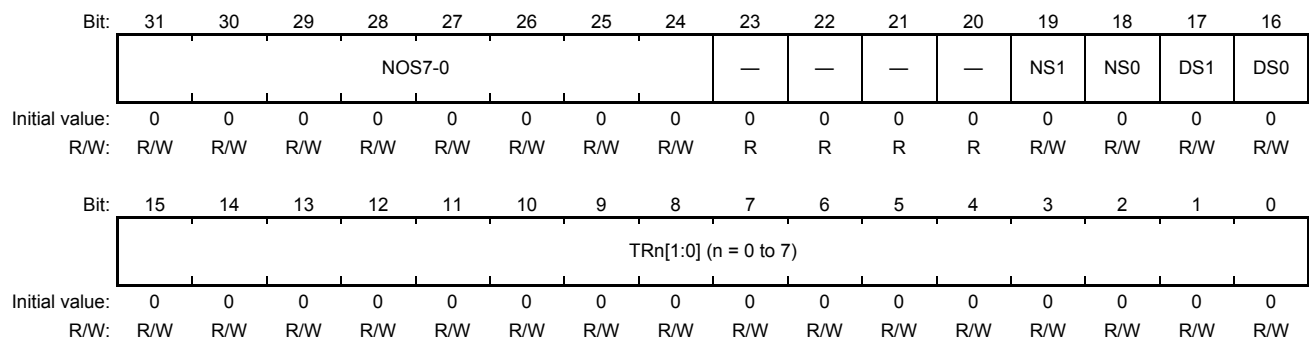 Bit: 31 30 29 28 27 26 25 24 23 22 21 20 19 18 17 16
NOS7-0 — — — — NS1 NS0 DS1 DS0
Initial value: 0 0 0 0 0 0 0 0 0 0 0 0 0 0 0 0
R/W: R/W R/W R/W R/W R/W R/W R/W R/W R R R R R/W R/W R/W R/W
Bit: 15 14 13 12 11 10 9 8 7 6 5 4 3 2 1 0
TRn[1:0] (n = 0 to 7)
Initial value: 0 0 0 0 0 0 0 0 0 0 0 0 0 0 0 0
R/W: R/W R/W R/W R/W R/W R/W R/W R/W R/W R/W R/W R/W R/W R/W R/W R/W